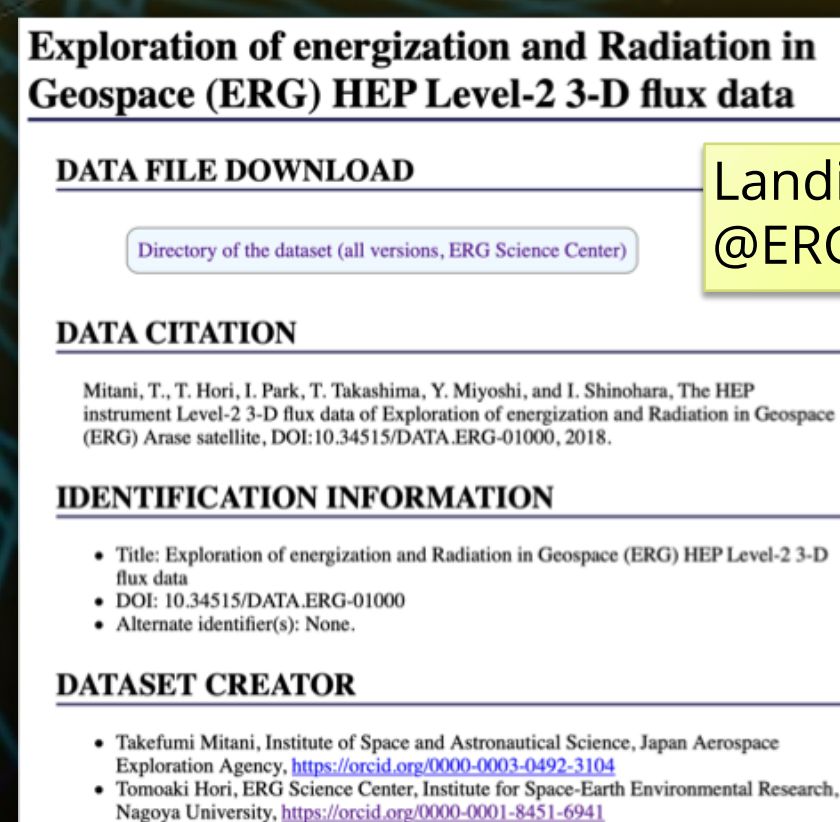 Exploration of energization and Radiation in
Geospace (ERG) HEP Level-2 3-D flux data
DATA FILE DOWNLOAD
Landi
@ERG
Directory of the dataset (all versions, ERG Science Center)
DATA CITATION
Mitani, T., T. Hori, I. Park, T. Takashima, Y. Miyoshi, and I. Shinohara, The HEP
instrument Level-2 3-D flux data of Exploration of energization and Radiation in Geospace
(ERG) Arase satellite, DOI:10.34515/DATA.ERG-01000, 2018.
IDENTIFICATION INFORMATION
• Title: Exploration of energization and Radiation in Geospace (ERG) HEP Level-2 3-D
flux data
• DOI: 10.34515/DATA.ERG-01000
• Alternate identifier(s): None.
DATASET CREATOR
• Takefumi Mitani, Institute of Space and Astronautical Science, Japan Aerospace
Exploration Agency, https://orcid.org/0000-0003-0492-3104
• Tomoaki Hori, ERG Science Center, Institute for Space-Earth Environmental Research,
Nagoya University, https://orcid.org/0000-0001-8451-6941